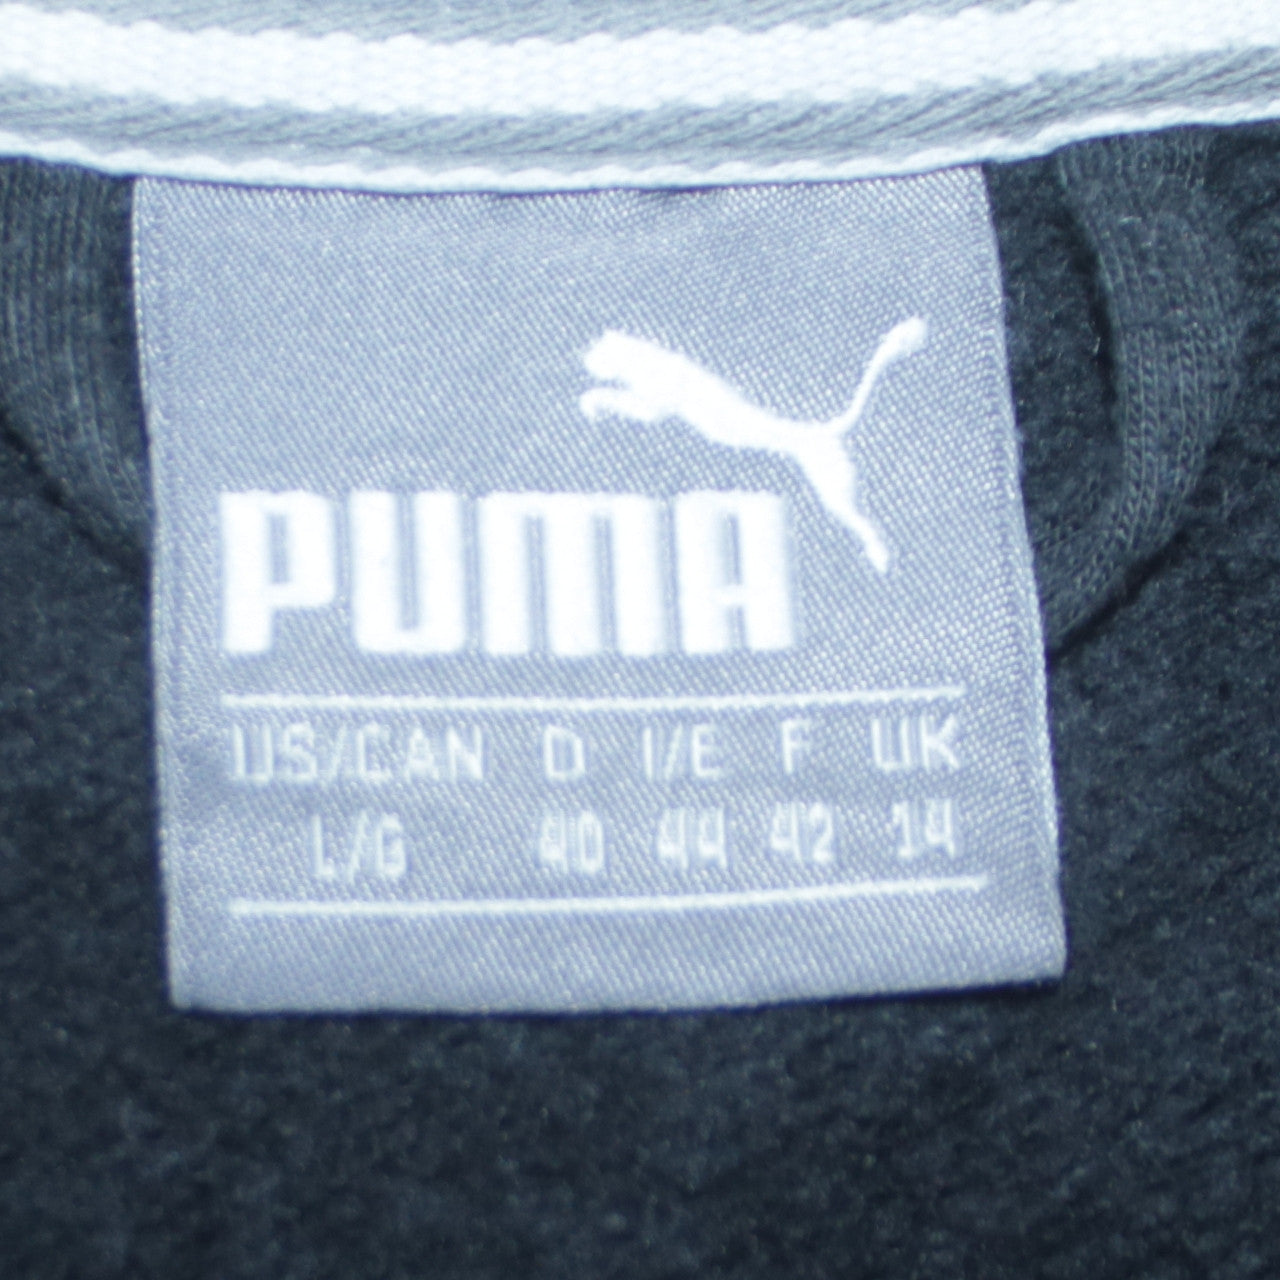 PUMA
US/CAN D I/E F UK
L/G 40 44 42 14